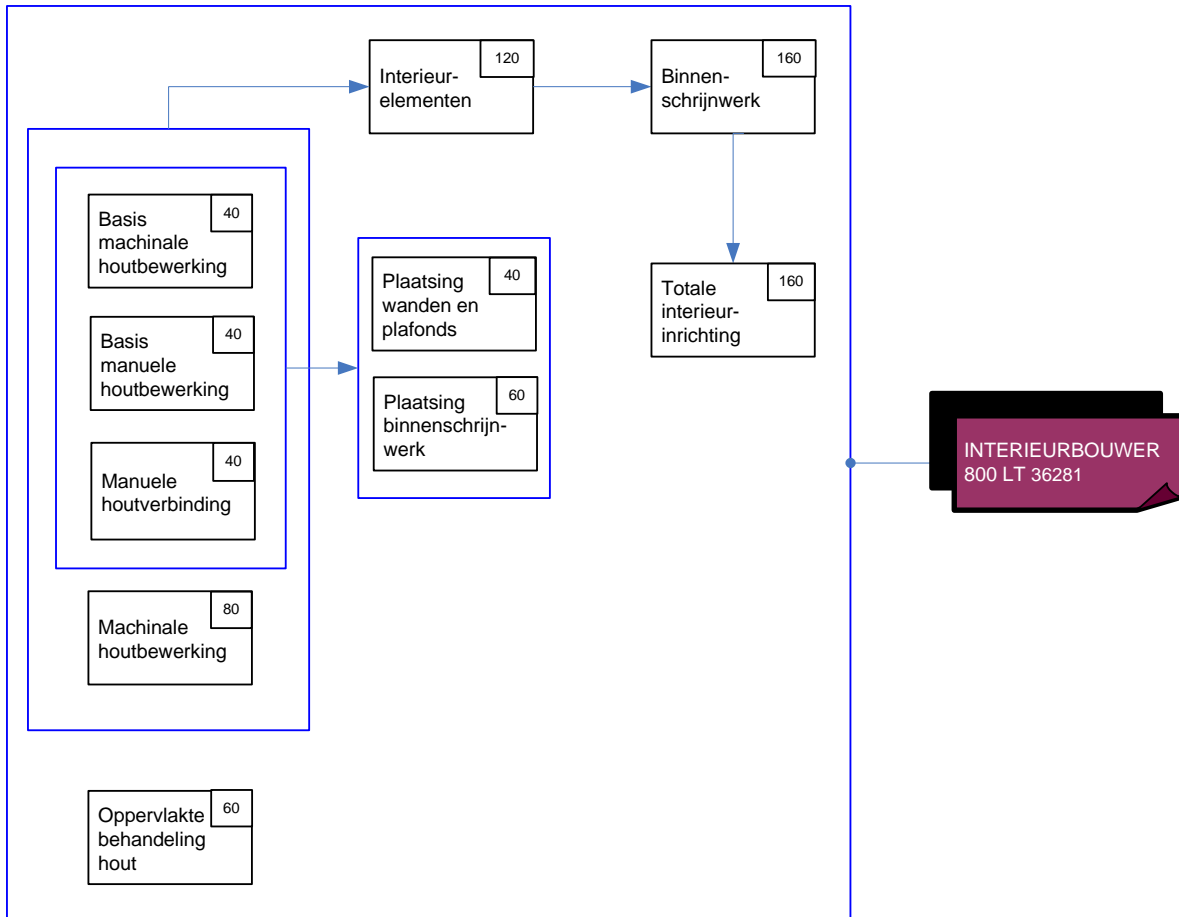 120
Interieur-
elementen
160
Binnen-
schrijnwerk
40
Basis
machinale
houtbewerking
40
Basis
manuele
houtbewerking
40
Manuele
houtverbinding
40
Plaatsing
wanden en
plafonds
60
Plaatsing
binnenschrijn-
werk
160
Totale
interieur-
inrichting
80
Machinale
houtbewerking
60
Oppervlakte
behandeling
hout
INTERIEURBOUWER
800 LT 36281